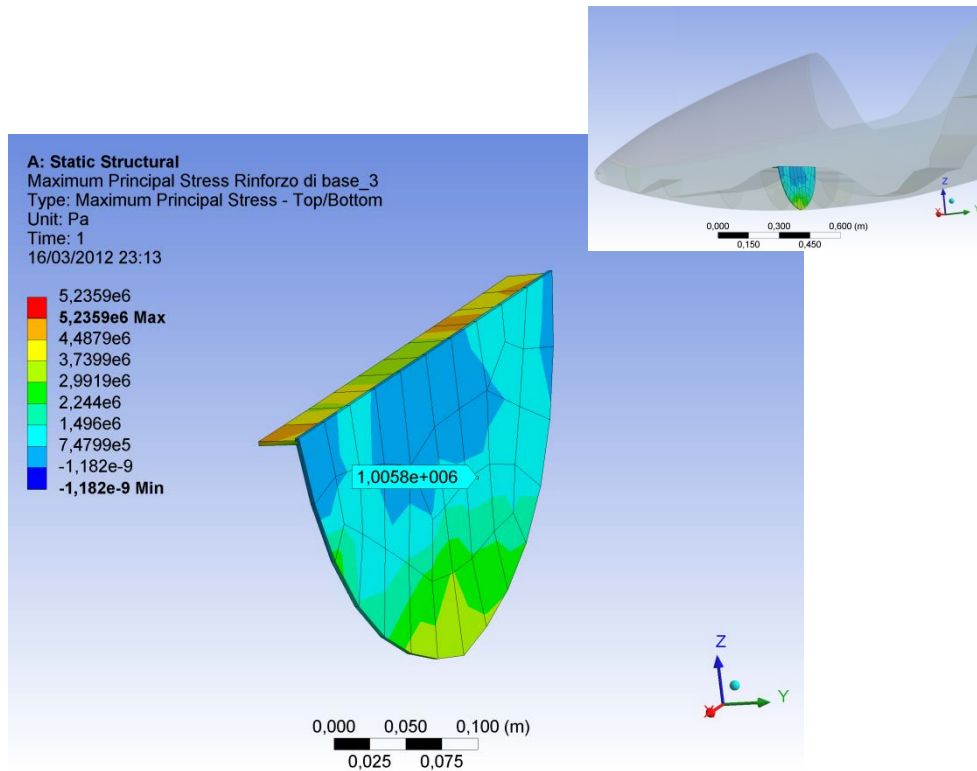 0,000 0,300 0,600 (m)
0,150 0,450
Z
X
Y
A: Static Structural
Maximum Principal Stress Rinforzo di base_3
Type: Maximum Principal Stress - Top/Bottom
Unit: Pa
Time: 1
16/03/2012 23:13
5,2359e6
5,2359e6 Max
4,4879e6
3,7399e6
2,9919e6
2,244e6
1,496e6
7,4799e5
-1,182e-9
-1,182e-9 Min
1,0058e+006
Z
X
Y
0,000 0,050 0,100 (m)
0,025 0,075